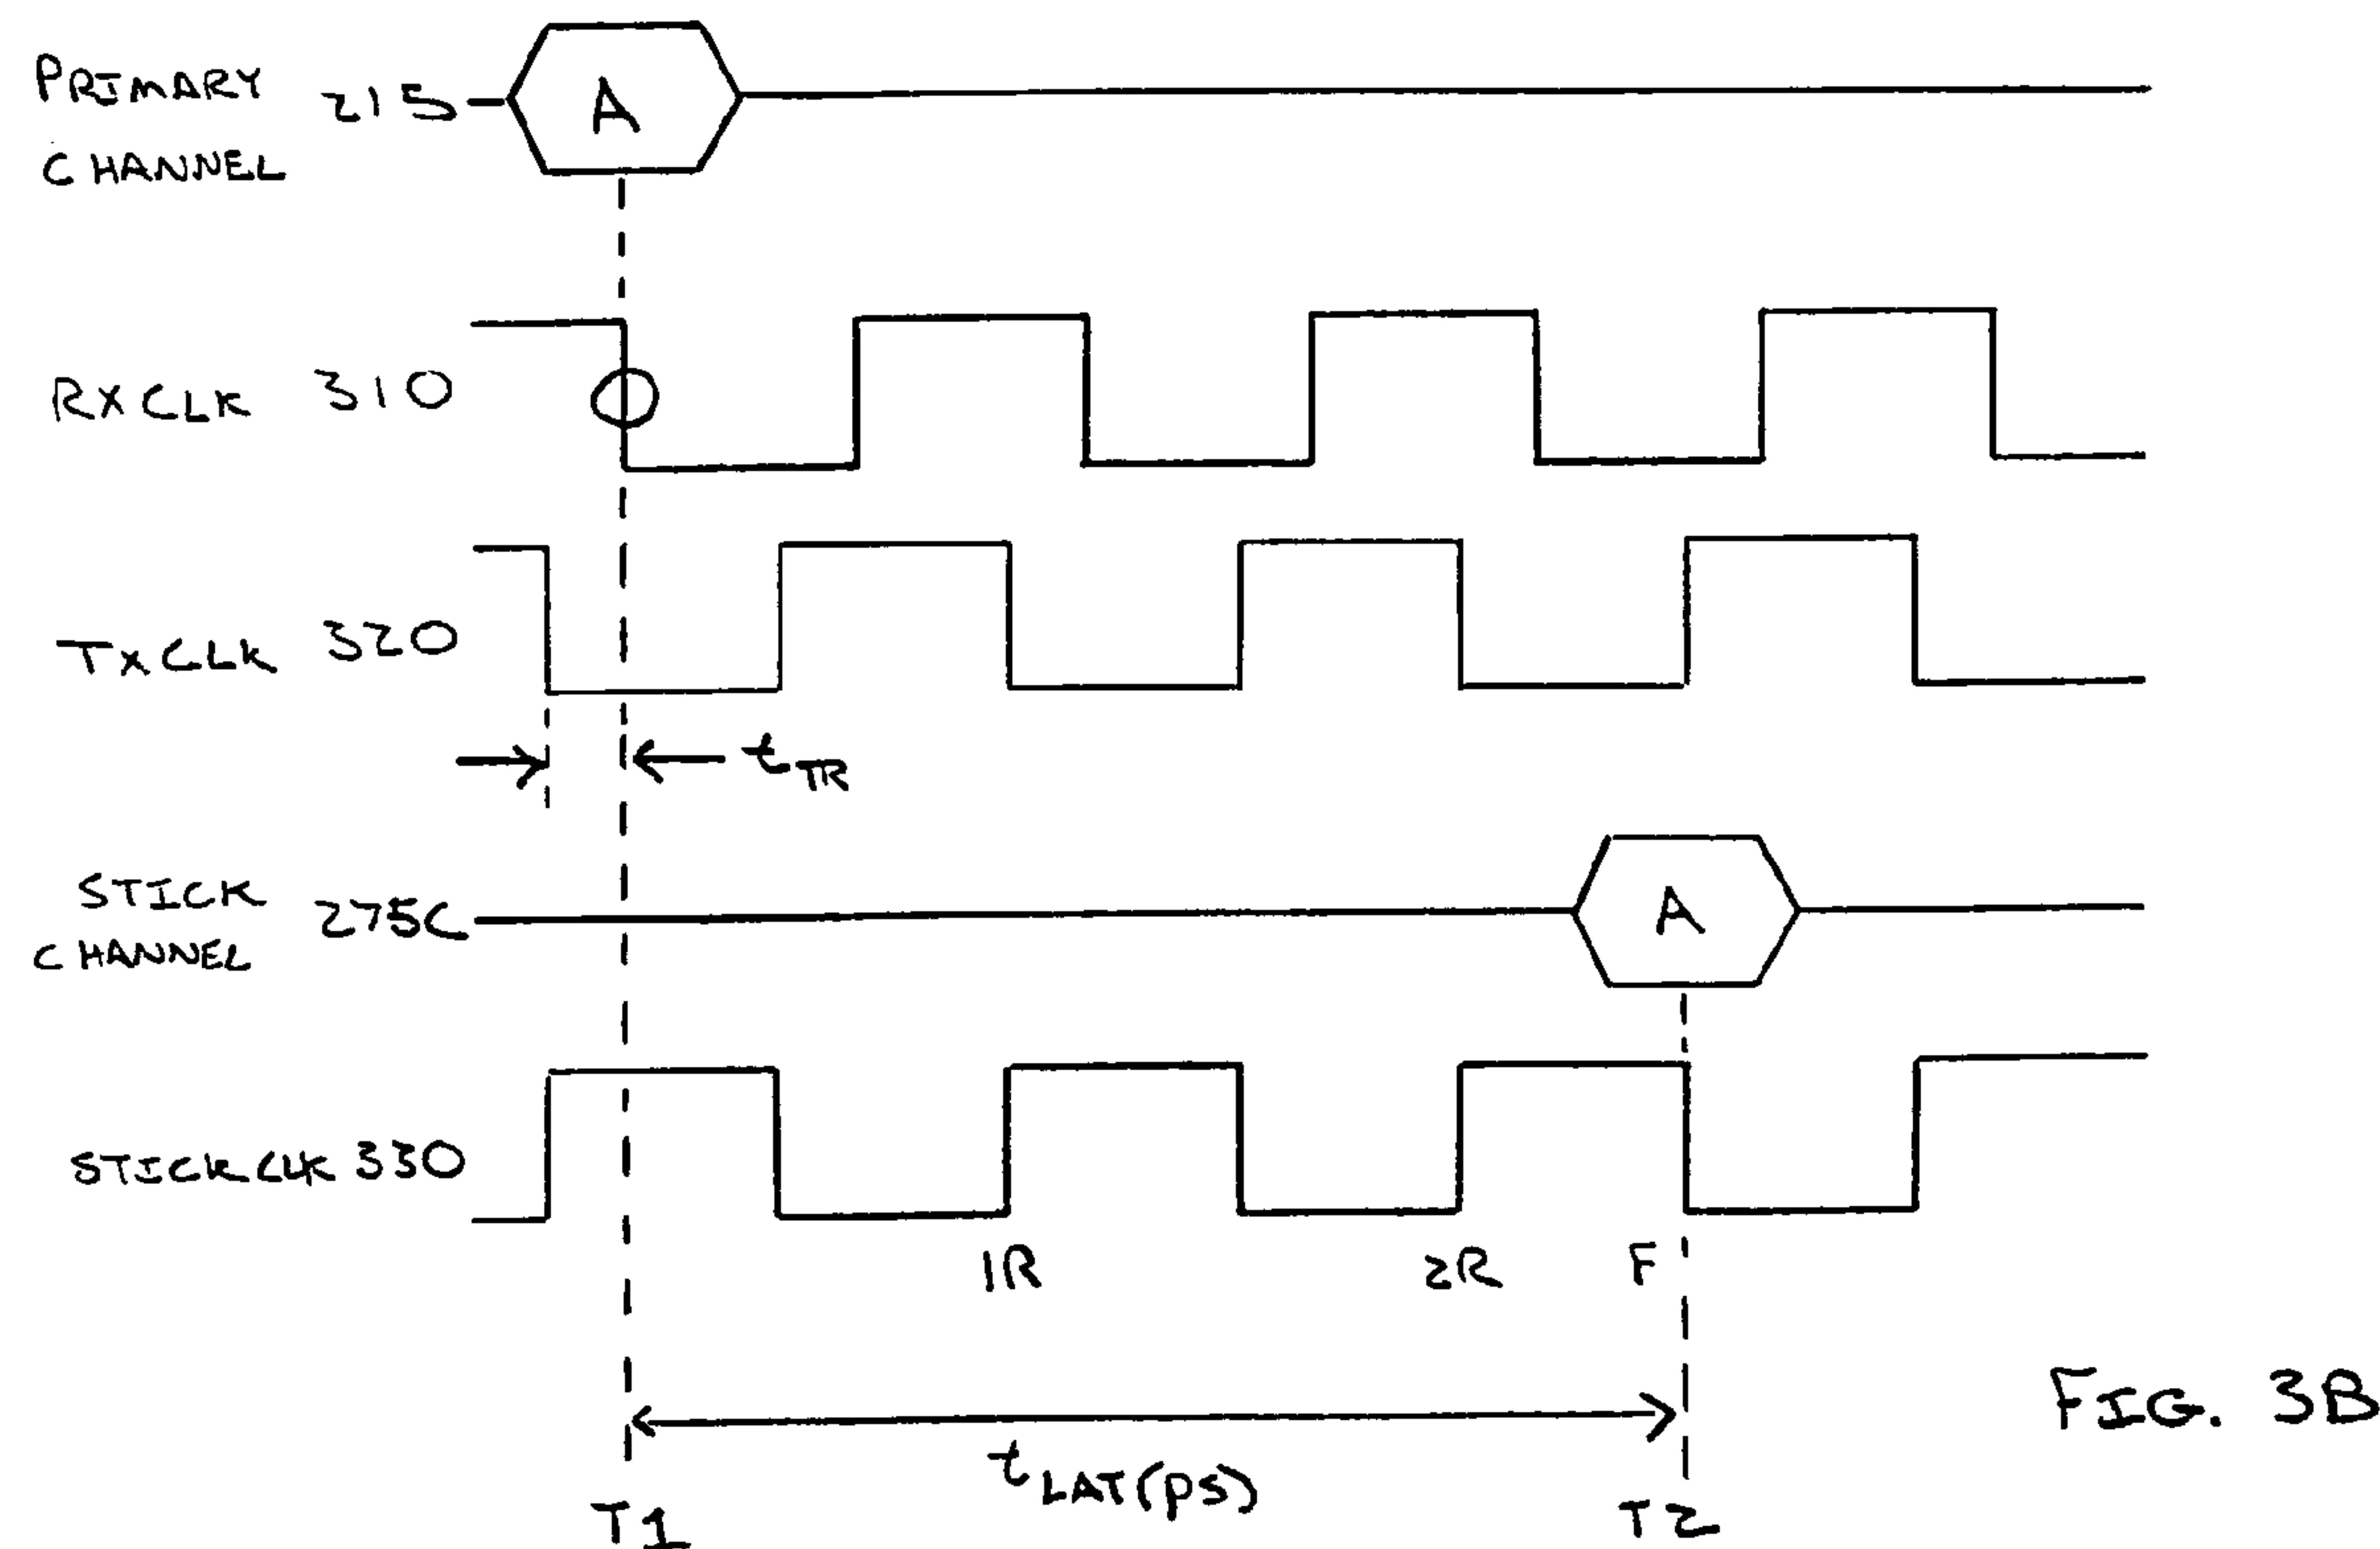 PRIMARY
CHANNEL
215
A
RXCLK 310
TXCLK 320
tTR
STICK
CHANNEL
275C
A
STICKCLK 330
1R
2R
F
FIG. 3B
tLAT(PS)
T1
T2